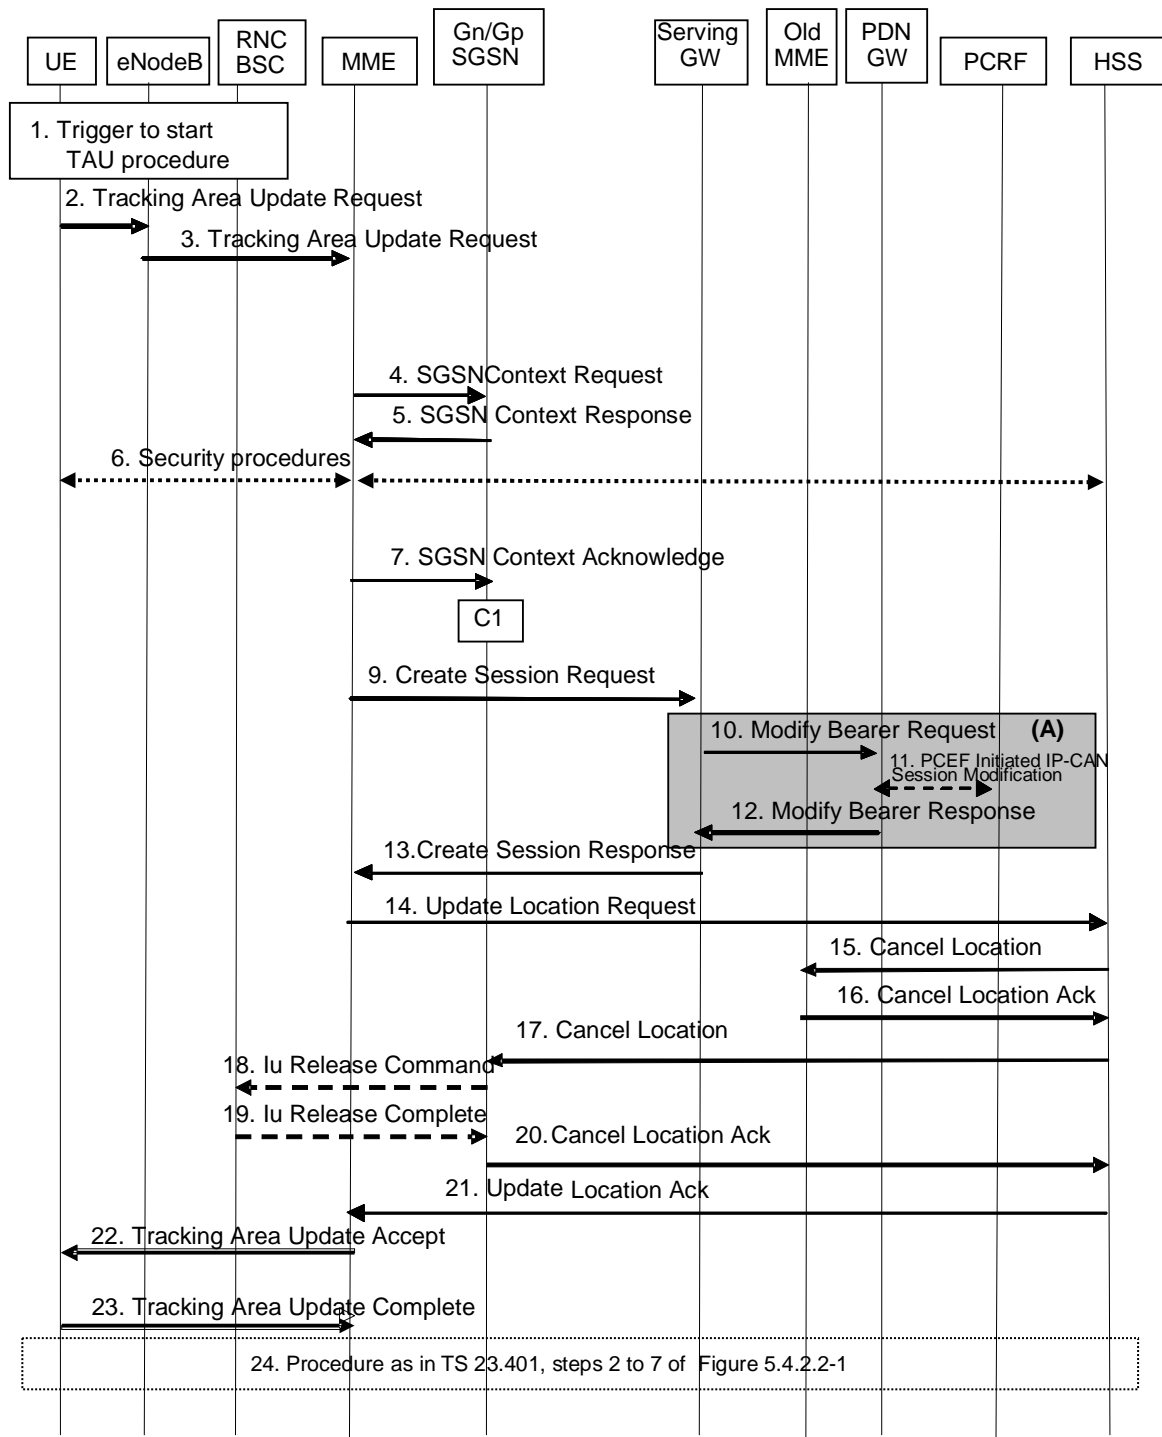 UE
eNodeB
RNC
BSC
MME
Gn/Gp
SGSN
Serving
GW
Old
MME
PDN
GW
PCRF
HSS
1. Trigger to start
TAU procedure
2. Tracking Area Update Request
3. Tracking Area Update Request
4. SGSNContext Request
5. SGSN Context Response
6. Security procedures
7. SGSN Context Acknowledge
C1
9. Create Session Request
10. Modify Bearer Request (A)
11. PCEF Initiated IP-CAN
Session Modification
12. Modify Bearer Response
13.Create Session Response
14. Update Location Request
15. Cancel Location
16. Cancel Location Ack
17. Cancel Location
18. Iu Release Command
19. Iu Release Complete
20. Cancel Location Ack
21. Update Location Ack
22. Tracking Area Update Accept
23. Tracking Area Update Complete
24. Procedure as in TS 23.401, steps 2 to 7 of Figure 5.4.2.2-1